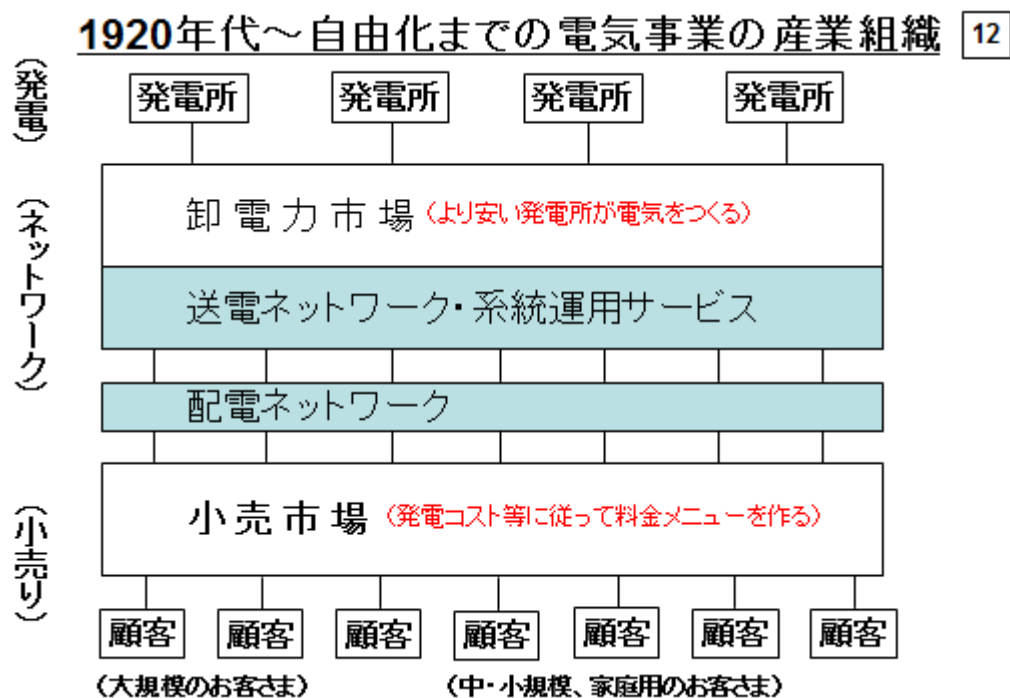 1920年代～自由化までの電気事業の産業組織
12
（発電）
発電所 発電所 発電所 発電所
（ネットワーク）
卸電力市場（より安い発電所が電気をつくる）
送電ネットワーク・系統運用サービス
配電ネットワーク
（小売り）
小売市場（発電コスト等に従って料金メニューを作る）
顧客 顧客 顧客 顧客 顧客 顧客 顧客
（大規模のお客さま） （中・小規模、家庭用のお客さま）